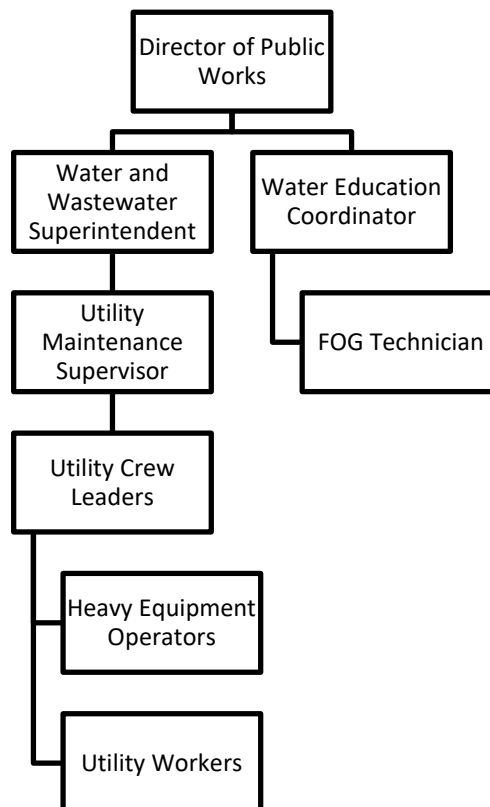 Director of Public
Works
Water and
Wastewater
Superintendent
Water Education
Coordinator
Utility
Maintenance
Supervisor
FOG Technician
Utility Crew
Leaders
Heavy Equipment
Operators
Utility Workers